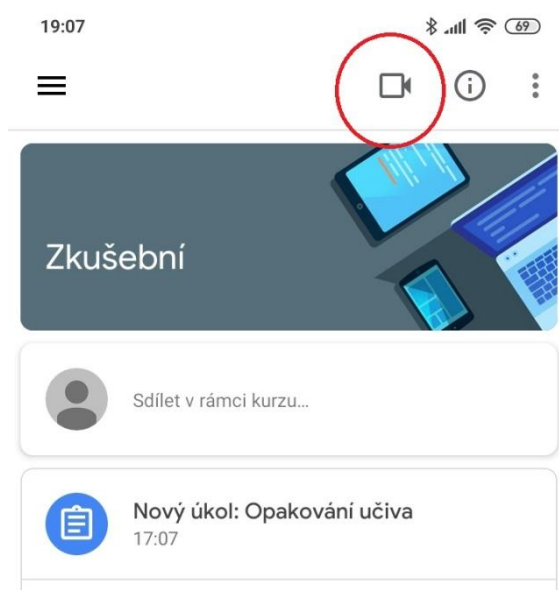 19:07
69
Zkušební
Sdílet v rámci kurzu...
Nový úkol: Opakování učiva
17:07